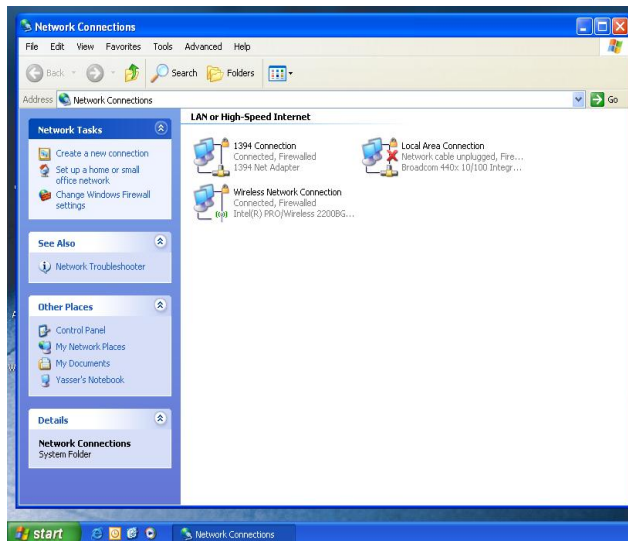 Network Connections
File Edit View Favorites Tools Advanced Help
Back Search Folders
Address Network Connections Go
Network Tasks
Create a new connection
Set up a home or small
office network
Change Windows Firewall
settings
See Also
Network Troubleshooter
Other Places
Control Panel
My Network Places
My Documents
Yasser's Notebook
Details
Network Connections
System Folder
LAN or High-Speed Internet
1394 Connection
Connected, Firewalled
1394 Net Adapter
Local Area Connection
Network cable unplugged, Fire...
Broadcom 440x 10/100 Integr...
Wireless Network Connection
Connected, Firewalled
Intel(R) PRO/Wireless 2200BG...
start Network Connections